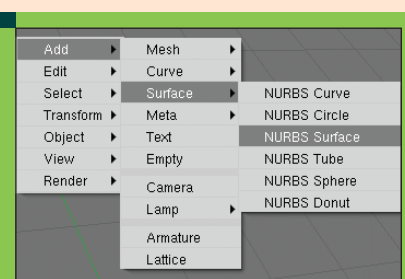 Add
Edit
Select
Transform
Object
View
Render
Mesh
Curve
Surface
Meta
Text
Empty
Camera
Lamp
Armature
Lattice
NURBS Curve
NURBS Circle
NURBS Surface
NURBS Tube
NURBS Sphere
NURBS Donut